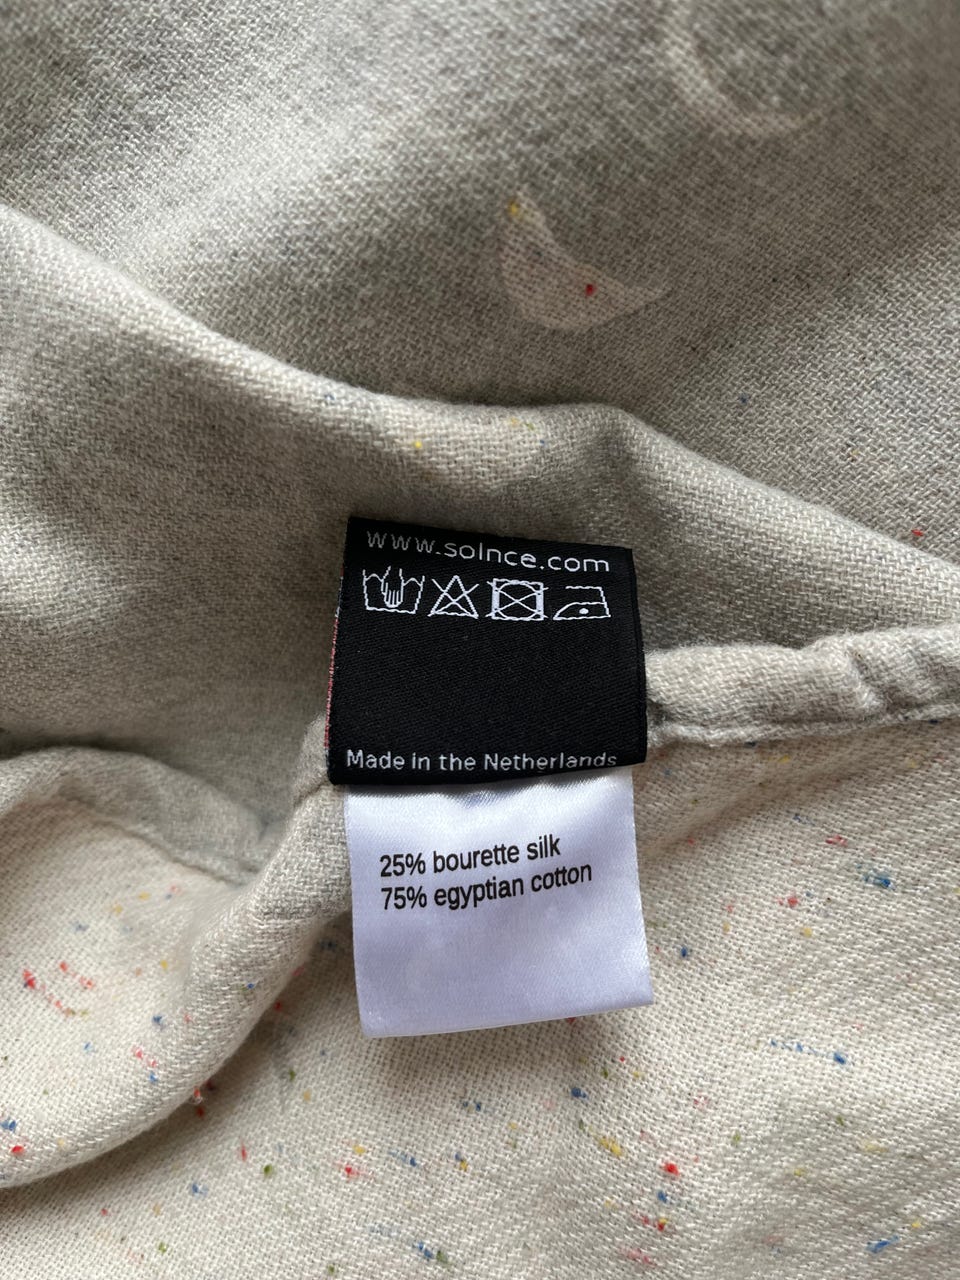 www.solnce.com
Made in the Netherlands
25% bourette silk
75% egyptian cotton